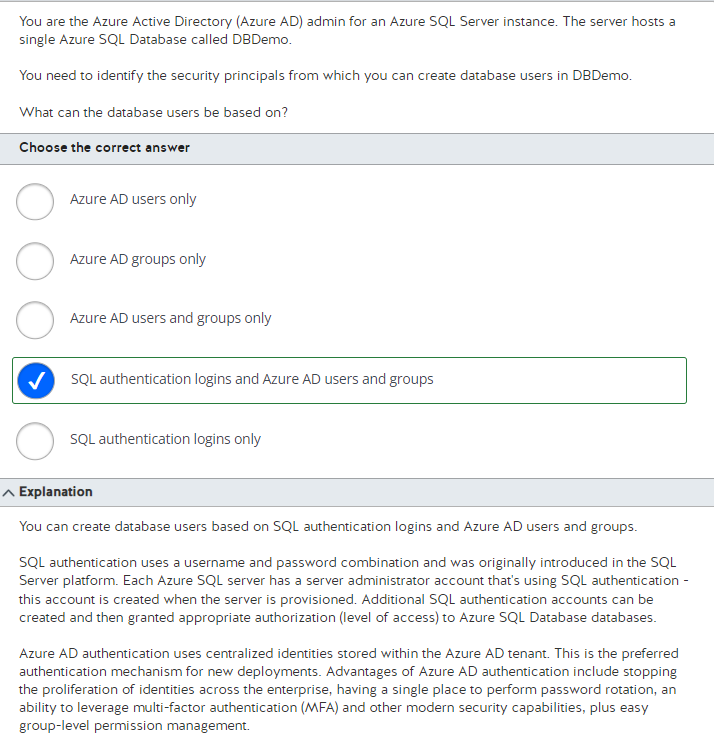 You are the Azure Active Directory (Azure AD) admin for an Azure SQL Server instance. The server hosts a
single Azure SQL Database called DBDemo.
You need to identify the security principals from which you can create database users in DBDemo.
What can the database users be based on?
Choose the correct answer
Azure AD users only
Azure AD groups only
Azure AD users and groups only
SQL authentication logins and Azure AD users and groups
SQL authentication logins only
Explanation
You can create database users based on SQL authentication logins and Azure AD users and groups.
SQL authentication uses a username and password combination and was originally introduced in the SQL
Server platform. Each Azure SQL server has a server administrator account that's using SQL authentication -
this account is created when the server is provisioned. Additional SQL authentication accounts can be
created and then granted appropriate authorization (level of access) to Azure SQL Database databases.
Azure AD authentication uses centralized identities stored within the Azure AD tenant. This is the preferred
authentication mechanism for new deployments. Advantages of Azure AD authentication include stopping
the proliferation of identities across the enterprise, having a single place to perform password rotation, an
ability to leverage multi-factor authentication (MFA) and other modern security capabilities, plus easy
group-level permission management.